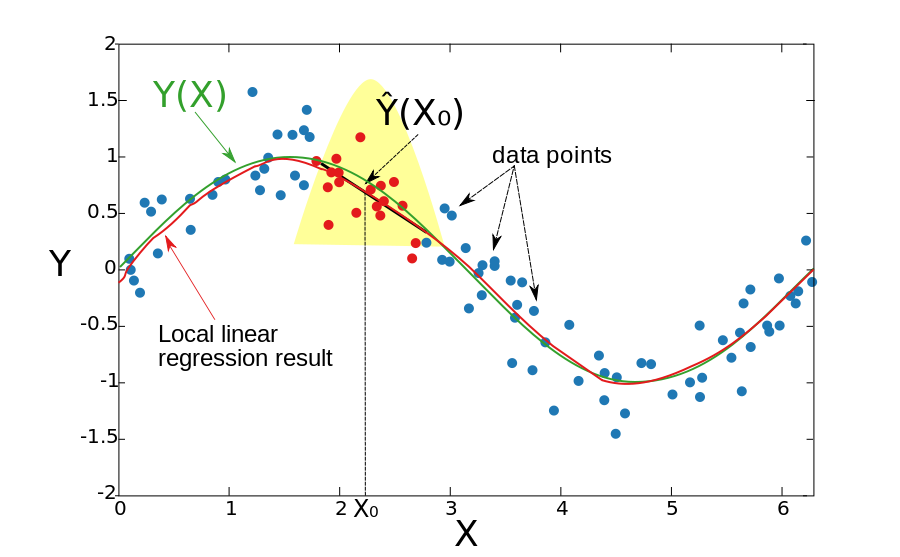 2
1.5
1
0.5
0
-0.5
-1
-1.5
-2
Y
Y(X)
Ŷ(X₀)
data points
Local linear
regression result
0 1 2 X₀ 3 4 5 6
X